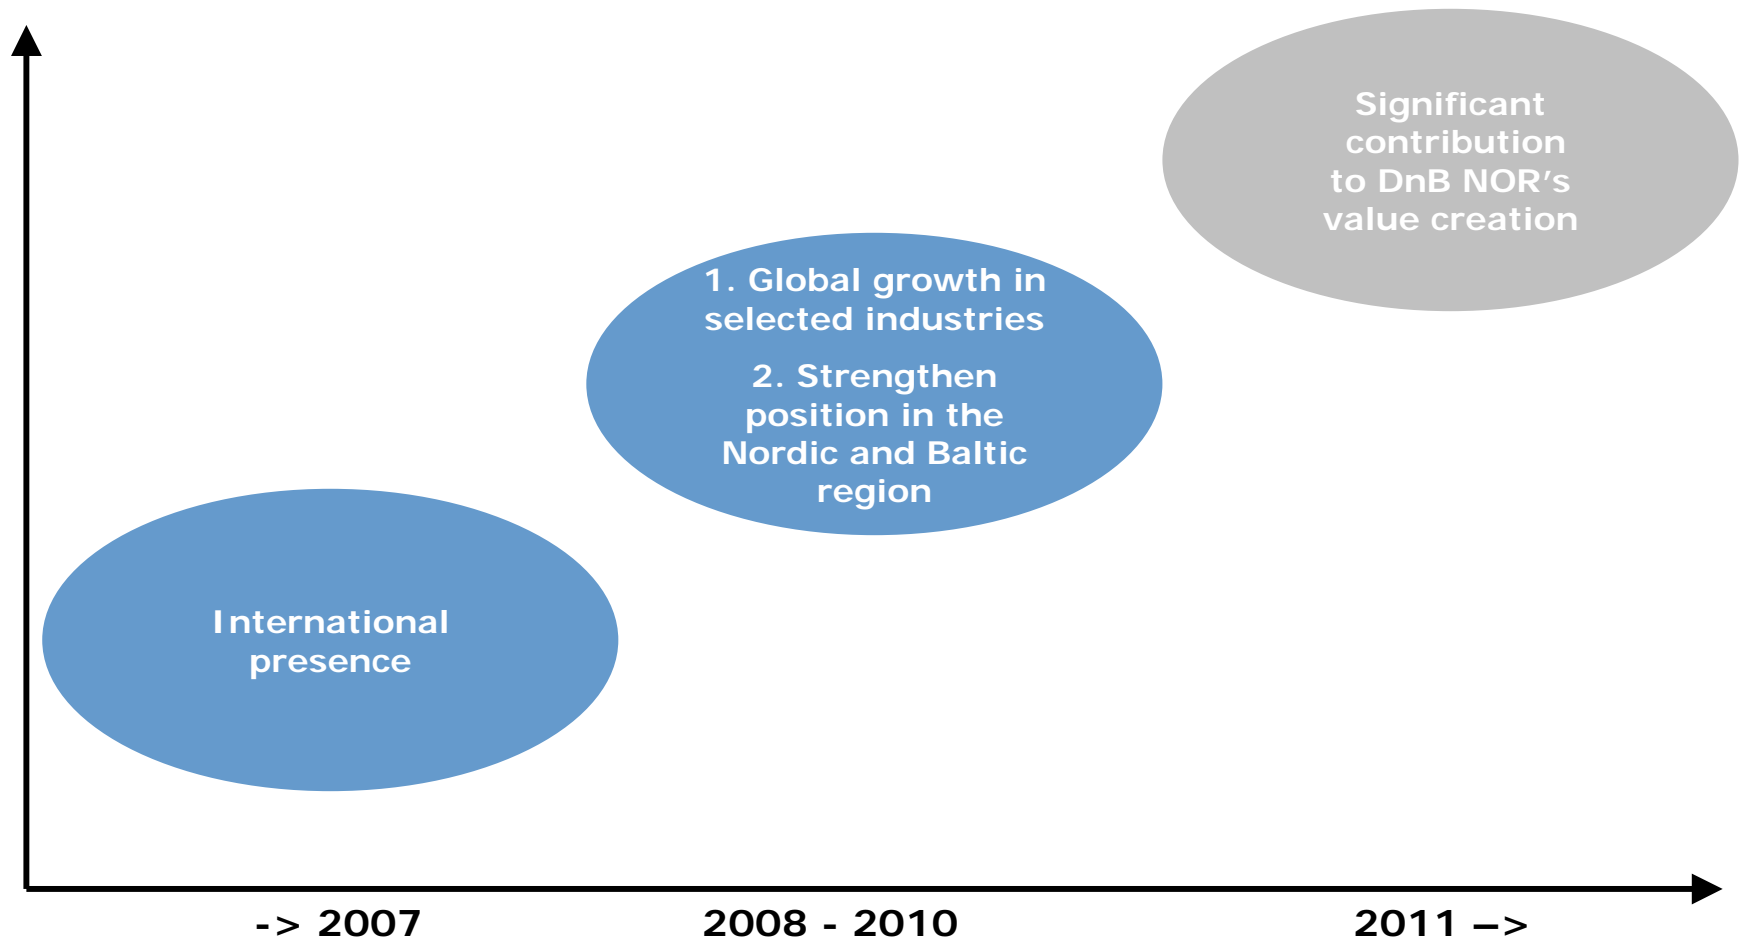 Significant
contribution
to DnB NOR’s
value creation
1. Global growth in
selected industries
2. Strengthen
position in the
Nordic and Baltic
region
International
presence
-> 2007
2008 - 2010
2011 –>